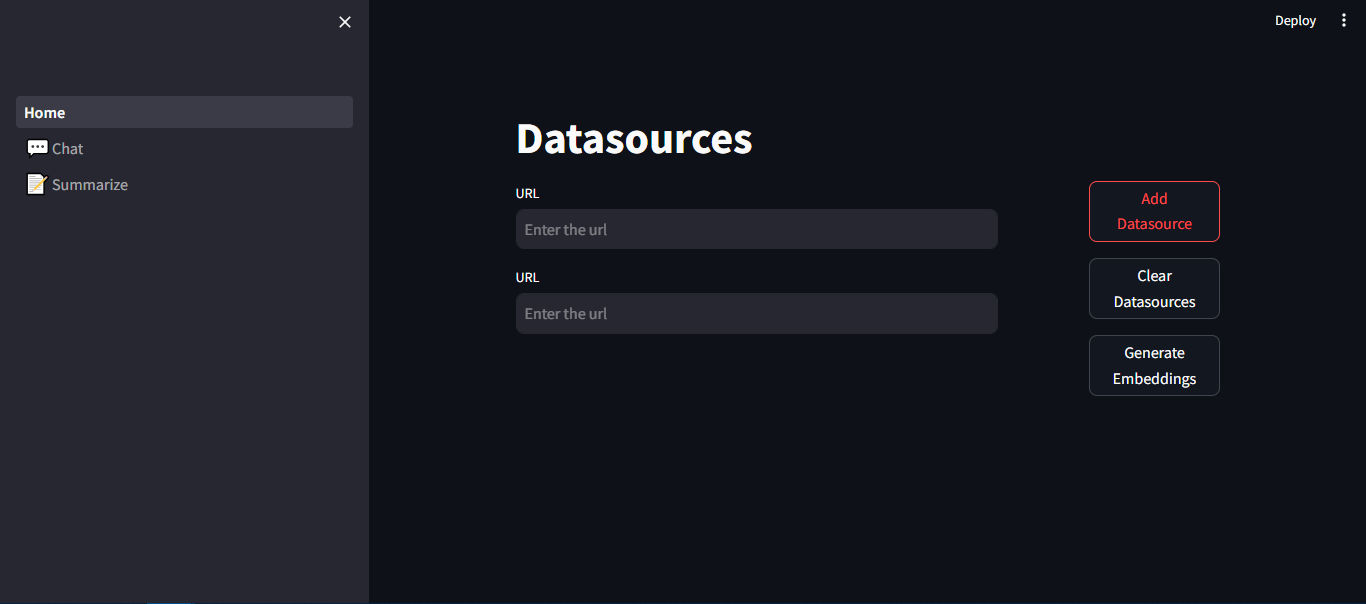 Deploy
Home
Chat
Summarize
Datasources
URL
Enter the url
URL
Enter the url
Add
Datasource
Clear
Datasources
Generate
Embeddings